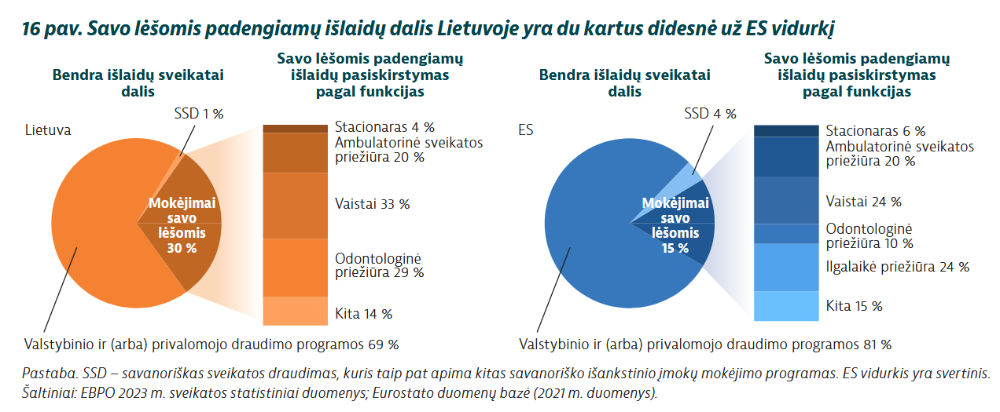 16 pav. Savo lėšomis padengiamų išlaidų dalis Lietuvoje yra du kartus didesnė už ES vidurkį
Bendra išlaidų sveikatai
dalis
Savo lėšomis padengiamų
išlaidų pasiskirstymas
pagal funkcijas
SSD 1 %
Lietuva
Mokėjimai
savo
lėšomis
30 %
Stacionaras 4 %
Ambulatorinė sveikatos
priežiūra 20 %
Vaistai 33 %
Odontologinė
priežiūra 29 %
Kita 14 %
Valstybinio ir (arba) privalomojo draudimo programos 69 %
Bendra išlaidų sveikatai
dalis
Savo lėšomis padengiamų
išlaidų pasiskirstymas
pagal funkcijas
SSD 4 %
ES
Mokėjimai
savo
lėšomis
15 %
Stacionaras 6 %
Ambulatorinė sveikatos
priežiūra 20 %
Vaistai 24 %
Odontologinė
priežiūra 10 %
Ilgalaikė priežiūra 24 %
Kita 15 %
Valstybinio ir (arba) privalomojo draudimo programos 81 %
Pastaba. SSD – savanoriškas sveikatos draudimas, kuris taip pat apima kitas savanoriško išankstinio įmokų mokėjimo programas. ES vidurkis yra svertinis.
Šaltiniai: EBPO 2023 m. sveikatos statistiniai duomenys; Eurostato duomenų bazė (2021 m. duomenys).